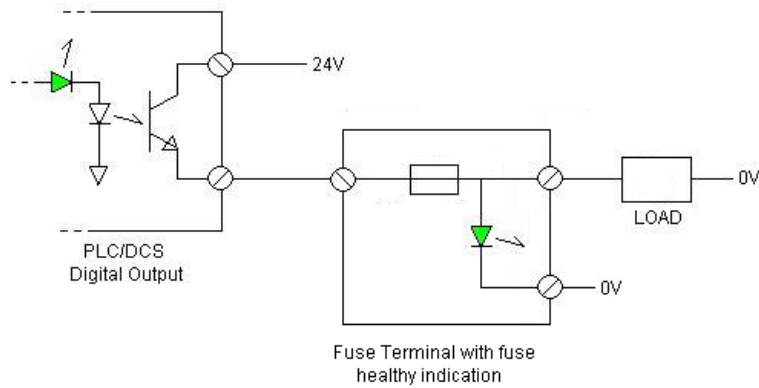 24V
0V
LOAD
PLC/DCS
Digital Output
0V
Fuse Terminal with fuse
healthy indication